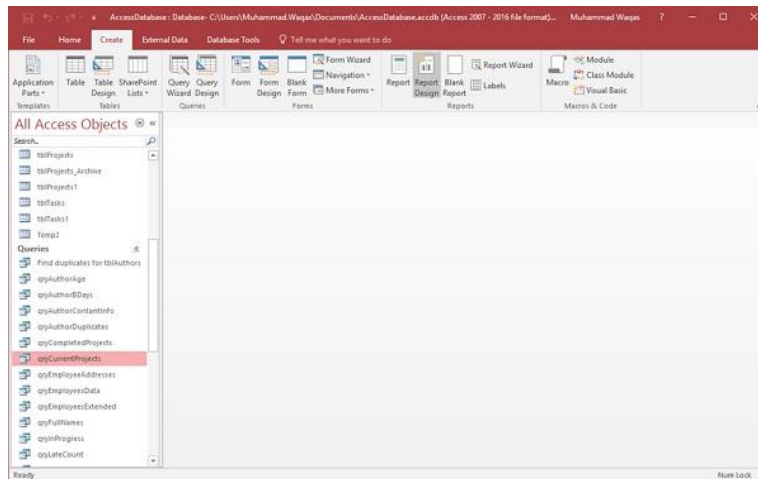 AccessDatabase : Database- C:\Users\Muhammad.Waqas\Documents\AccessDatabase.accdb (Access 2007 - 2016 file format)... Muhammad Waqas ?
File Home Create External Data Database Tools Tell me what you want to do
Application Parts
Table
Table Design
SharePoint Lists
Query Wizard
Query Design
Form
Form Design
Blank Form
Form Wizard
Navigation
More Forms
Report
Report Design
Blank Report
Report Wizard
Labels
Macro
Module
Class Module
Visual Basic
Templates Tables Queries Forms Reports Macros & Code
All Access Objects
Search...
tblProjects
tblProjects_Archive
tblProjects1
tblTasks
tblTasks1
Temp2
Queries
Find duplicates for tblAuthors
qryAuthorAge
qryAuthorBDays
qryAuthorContantInfo
qryAuthorDuplicates
qryCompletedProjects
qryCurrentProjects
qryEmployeeAddresses
qryEmployeesData
qryEmployeesExtended
qryFullNames
qryInProgress
qryLateCount
Ready Num Lock